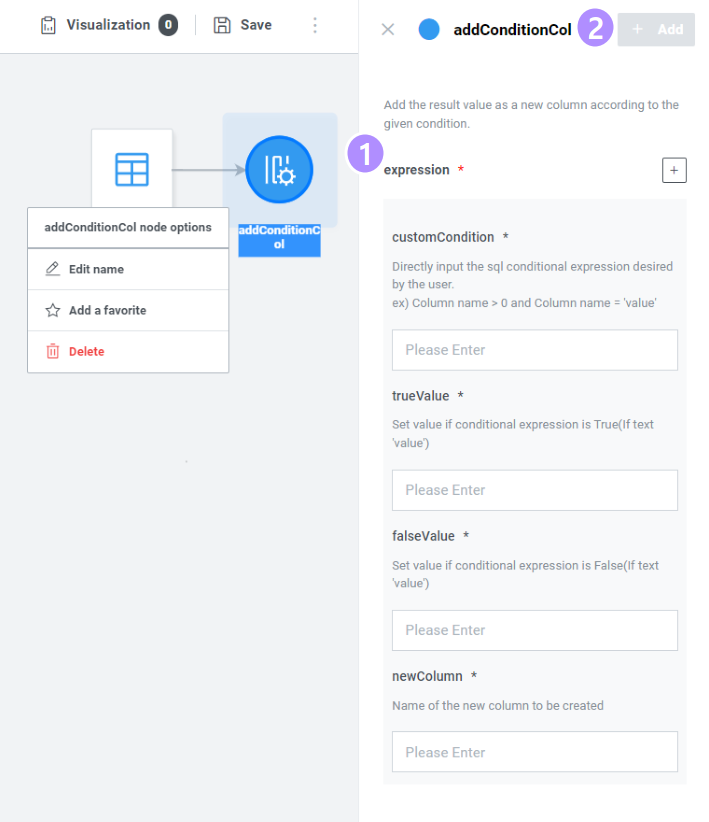 Visualization 0 Save
addConditionCol 2 + Add
Add the result value as a new column according to the
given condition.
1
expression * +
addConditionC
ol
addConditionCol node options
Edit name
Add a favorite
Delete
customCondition *
Directly input the sql conditional expression desired
by the user.
ex) Column name > 0 and Column name = 'value'
Please Enter
trueValue *
Set value if conditional expression is True(If text
'value')
Please Enter
falseValue *
Set value if conditional expression is False(If text
'value')
Please Enter
newColumn *
Name of the new column to be created
Please Enter